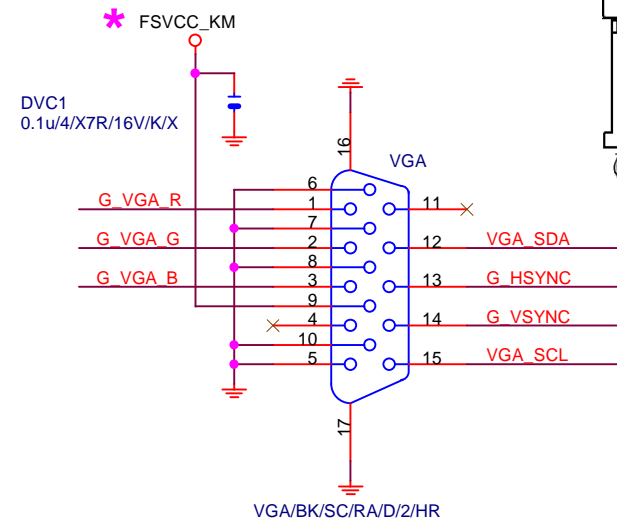 * FSVCC_KM
DVC1
0.1u/4/X7R/16V/K/X
16
VGA
6
G_VGA_R 1 11
7
G_VGA_G 2 12 VGA_SDA
8
G_VGA_B 3 13 G_HSYNC
9
4 14 G_VSYNC
10
5 15 VGA_SCL
17
VGA/BK/SC/RA/D/2/HR